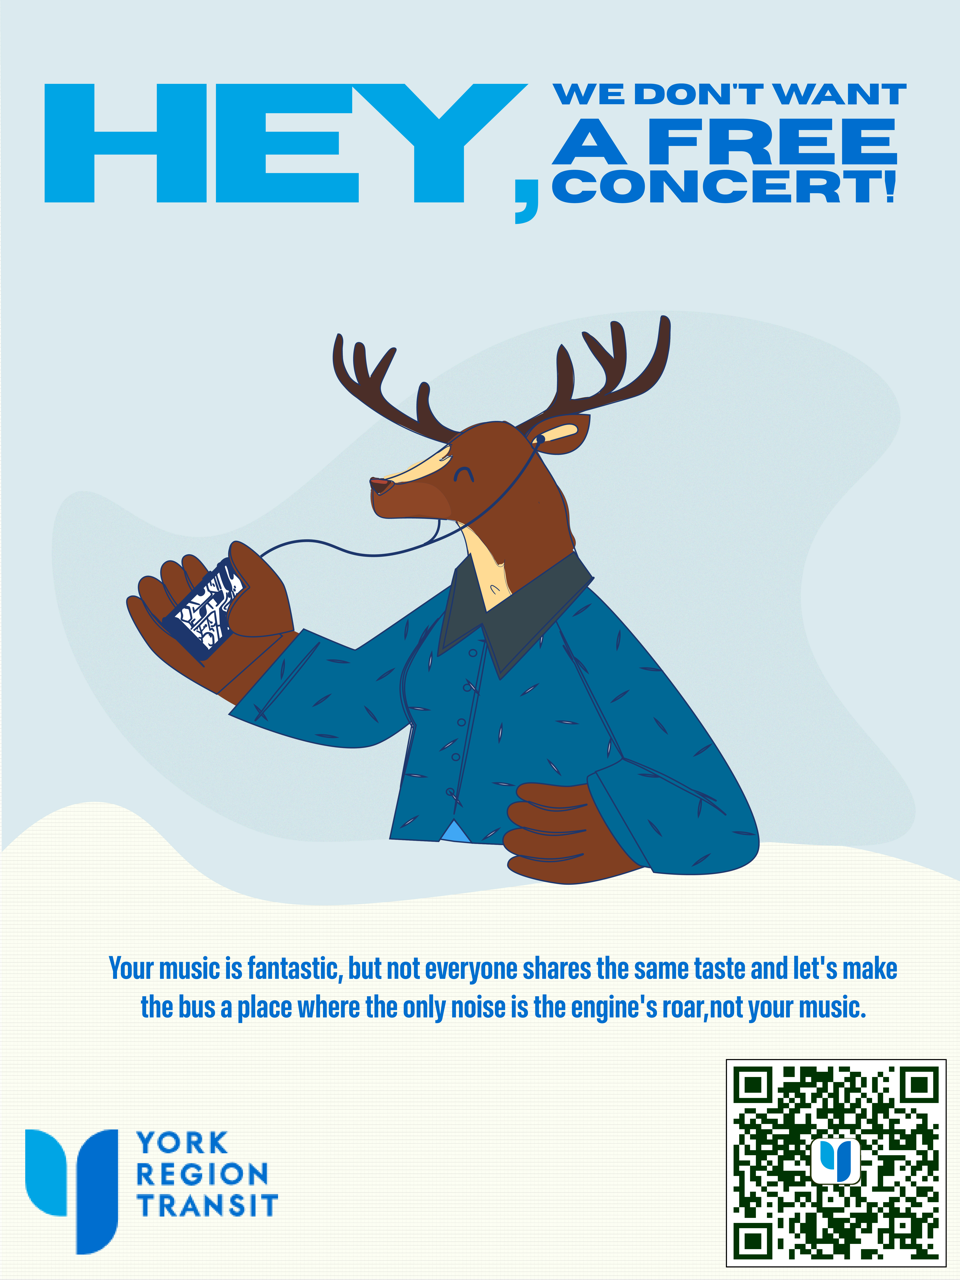 HEY,
WE DON'T WANT
A FREE
CONCERT!
Your music is fantastic, but not everyone shares the same taste and let's make
the bus a place where the only noise is the engine's roar,not your music.
YORK
REGION
TRANSIT